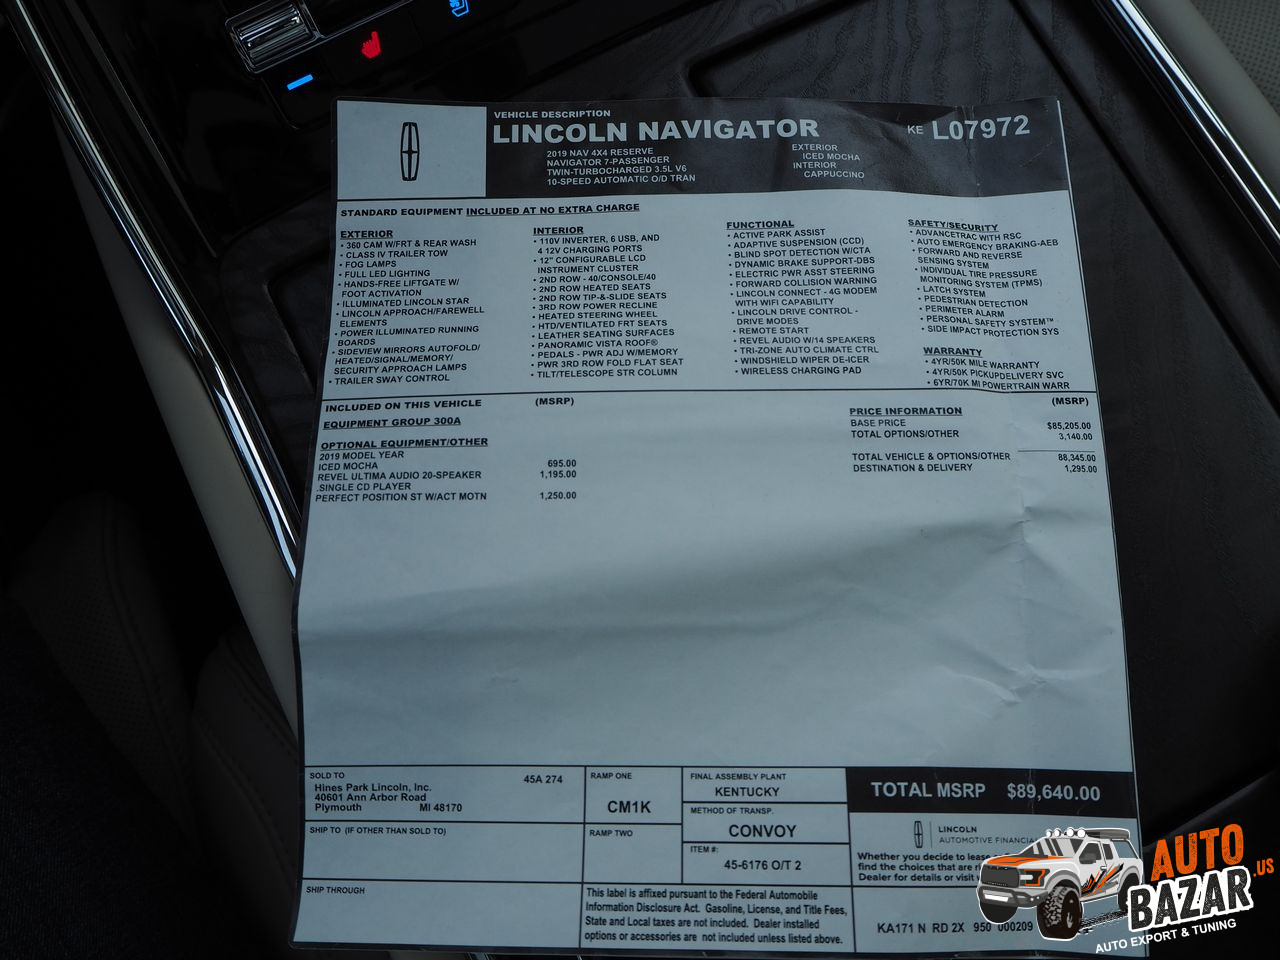 VEHICLE DESCRIPTION
LINCOLN NAVIGATOR
2019 NAV 4X4 RESERVE
NAVIGATOR 7-PASSENGER
TWIN-TURBOCHARGED 3.5L V6
10-SPEED AUTOMATIC O/D TRAN
EXTERIOR
ICED MOCHA
INTERIOR
CAPPUCCINO
KE L07972
STANDARD EQUIPMENT INCLUDED AT NO EXTRA CHARGE
EXTERIOR
• 360 CAM W/FRT & REAR WASH
• CLASS IV TRAILER TOW
• FOG LAMPS
• FULL LED LIGHTING
• HANDS-FREE LIFTGATE W/
FOOT ACTIVATION
• ILLUMINATED LINCOLN STAR
• LINCOLN APPROACH/FAREWELL
ELEMENTS
• POWER ILLUMINATED RUNNING
BOARDS
• SIDEVIEW MIRRORS AUTOFOLD/
HEATED/SIGNAL/MEMORY/
SECURITY APPROACH LAMPS
• TRAILER SWAY CONTROL
INTERIOR
• 110V INVERTER, 6 USB, AND
4 12V CHARGING PORTS
• 12" CONFIGURABLE LCD
INSTRUMENT CLUSTER
• 2ND ROW - 40/CONSOLE/40
• 2ND ROW HEATED SEATS
• 2ND ROW TIP-&-SLIDE SEATS
• 3RD ROW POWER RECLINE
• HEATED STEERING WHEEL
• HTD/VENTILATED FRT SEATS
• LEATHER SEATING SURFACES
• PANORAMIC VISTA ROOF®
• PEDALS - PWR ADJ W/MEMORY
• PWR 3RD ROW FOLD FLAT SEAT
• TILT/TELESCOPE STR COLUMN
FUNCTIONAL
• ACTIVE PARK ASSIST
• ADAPTIVE SUSPENSION (CCD)
• BLIND SPOT DETECTION W/CTA
• DYNAMIC BRAKE SUPPORT-DBS
• ELECTRIC PWR ASST STEERING
• FORWARD COLLISION WARNING
• LINCOLN CONNECT - 4G MODEM
WITH WIFI CAPABILITY
• LINCOLN DRIVE CONTROL -
DRIVE MODES
• REMOTE START
• REVEL AUDIO W/14 SPEAKERS
• TRI-ZONE AUTO CLIMATE CTRL
• WINDSHIELD WIPER DE-ICER
• WIRELESS CHARGING PAD
SAFETY/SECURITY
• ADVANCETRAC WITH RSC
• AUTO EMERGENCY BRAKING-AEB
• FORWARD AND REVERSE
SENSING SYSTEM
• INDIVIDUAL TIRE PRESSURE
MONITORING SYSTEM (TPMS)
• LATCH SYSTEM
• PEDESTRIAN DETECTION
• PERIMETER ALARM
• PERSONAL SAFETY SYSTEM™
• SIDE IMPACT PROTECTION SYS
WARRANTY
• 4YR/50K MILE WARRANTY
• 4YR/50K PICKUPDELIVERY SVC
• 6YR/70K MI POWERTRAIN WARR
INCLUDED ON THIS VEHICLE (MSRP)
EQUIPMENT GROUP 300A
OPTIONAL EQUIPMENT/OTHER
2019 MODEL YEAR
ICED MOCHA 695.00
REVEL ULTIMA AUDIO 20-SPEAKER 1,195.00
.SINGLE CD PLAYER
PERFECT POSITION ST W/ACT MOTN 1,250.00
(MSRP)
PRICE INFORMATION
BASE PRICE $85,205.00
TOTAL OPTIONS/OTHER 3,140.00
TOTAL VEHICLE & OPTIONS/OTHER 88,345.00
DESTINATION & DELIVERY 1,295.00
SOLD TO 45A 274
Hines Park Lincoln, Inc.
40601 Ann Arbor Road
Plymouth MI 48170
SHIP TO (IF OTHER THAN SOLD TO)
SHIP THROUGH
RAMP ONE
CM1K
RAMP TWO
FINAL ASSEMBLY PLANT
KENTUCKY
METHOD OF TRANSP.
CONVOY
ITEM #:
45-6176 O/T 2
This label is affixed pursuant to the Federal Automobile
Information Disclosure Act. Gasoline, License, and Title Fees,
State and Local taxes are not included. Dealer installed
options or accessories are not included unless listed above.
TOTAL MSRP $89,640.00
LINCOLN
AUTOMOTIVE FINANCIAL
Whether you decide to lease
find the choices that are
Dealer for details or visit
KA171 N RD 2X 950 000209
AUTO
BAZAR.US
AUTO EXPORT & TUNING